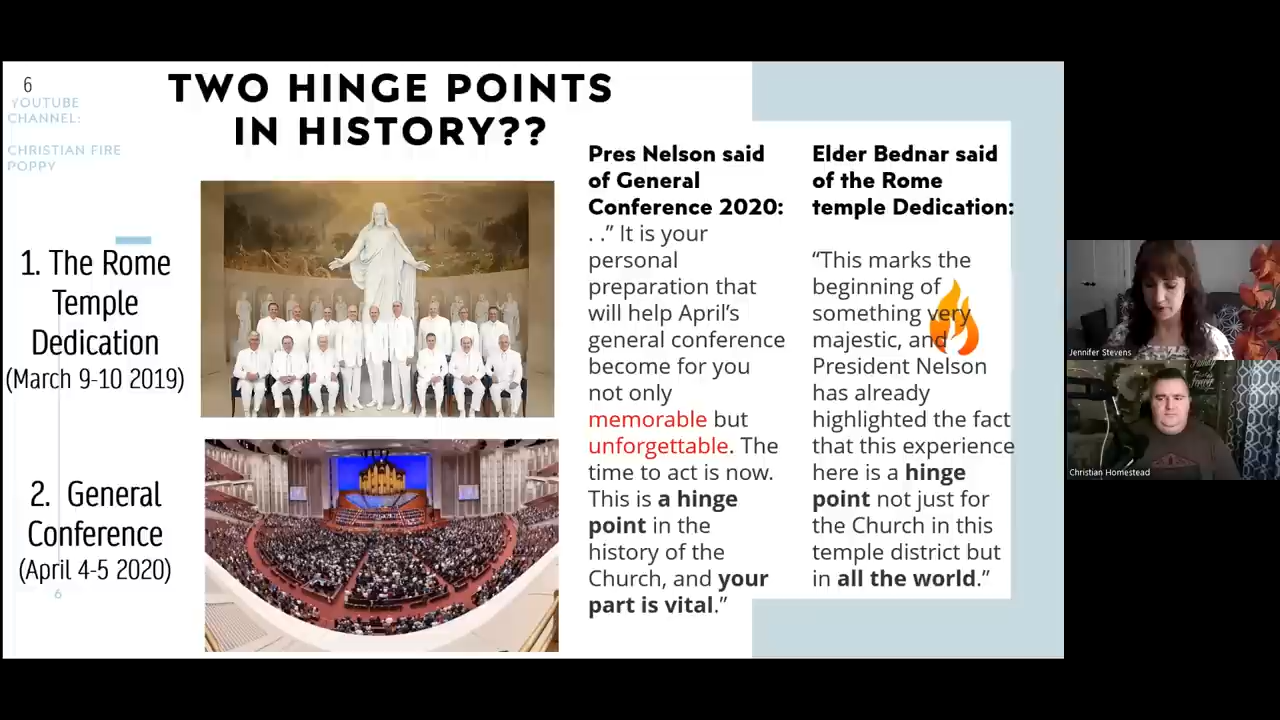 6
YOUTUBE
CHANNEL:
CHRISTIAN FIRE
POPPY
TWO HINGE POINTS
IN HISTORY??
1. The Rome
Temple
Dedication
(March 9-10 2019)
2. General
Conference
(April 4-5 2020)
6
Pres Nelson said
of General
Conference 2020:
. .” It is your
personal
preparation that
will help April’s
general conference
become for you
not only
memorable but
unforgettable. The
time to act is now.
This is a hinge
point in the
history of the
Church, and your
part is vital.”
Elder Bednar said
of the Rome
temple Dedication:
“This marks the
beginning of
something very
majestic, and
President Nelson
has already
highlighted the fact
that this experience
here is a hinge
point not just for
the Church in this
temple district but
in all the world.”
Jennifer Stevens
Family
Christian Homestead